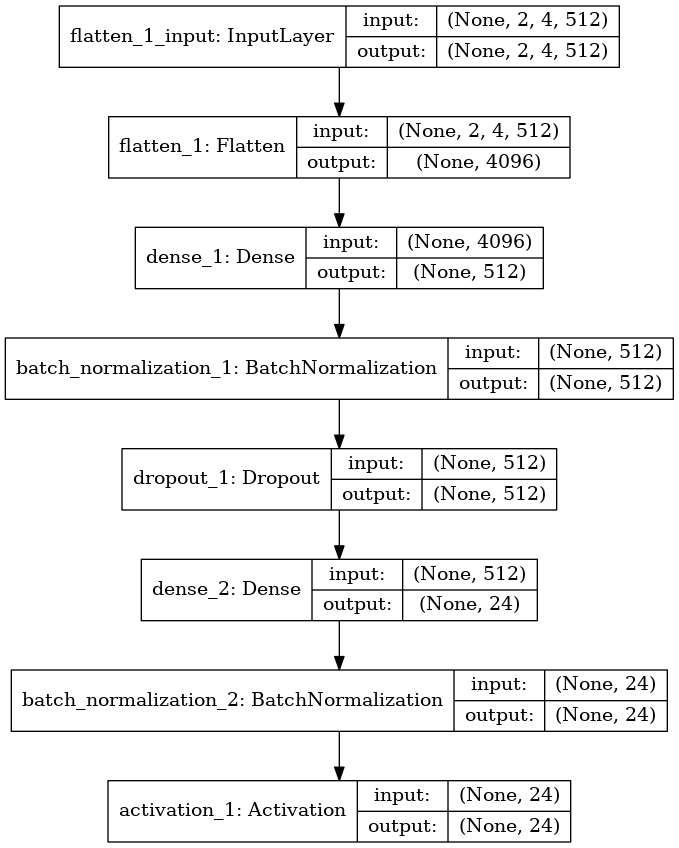 flatten_1_input: InputLayer
input: (None, 2, 4, 512)
output: (None, 2, 4, 512)
flatten_1: Flatten
input: (None, 2, 4, 512)
output: (None, 4096)
dense_1: Dense
input: (None, 4096)
output: (None, 512)
batch_normalization_1: BatchNormalization
input: (None, 512)
output: (None, 512)
dropout_1: Dropout
input: (None, 512)
output: (None, 512)
dense_2: Dense
input: (None, 512)
output: (None, 24)
batch_normalization_2: BatchNormalization
input: (None, 24)
output: (None, 24)
activation_1: Activation
input: (None, 24)
output: (None, 24)